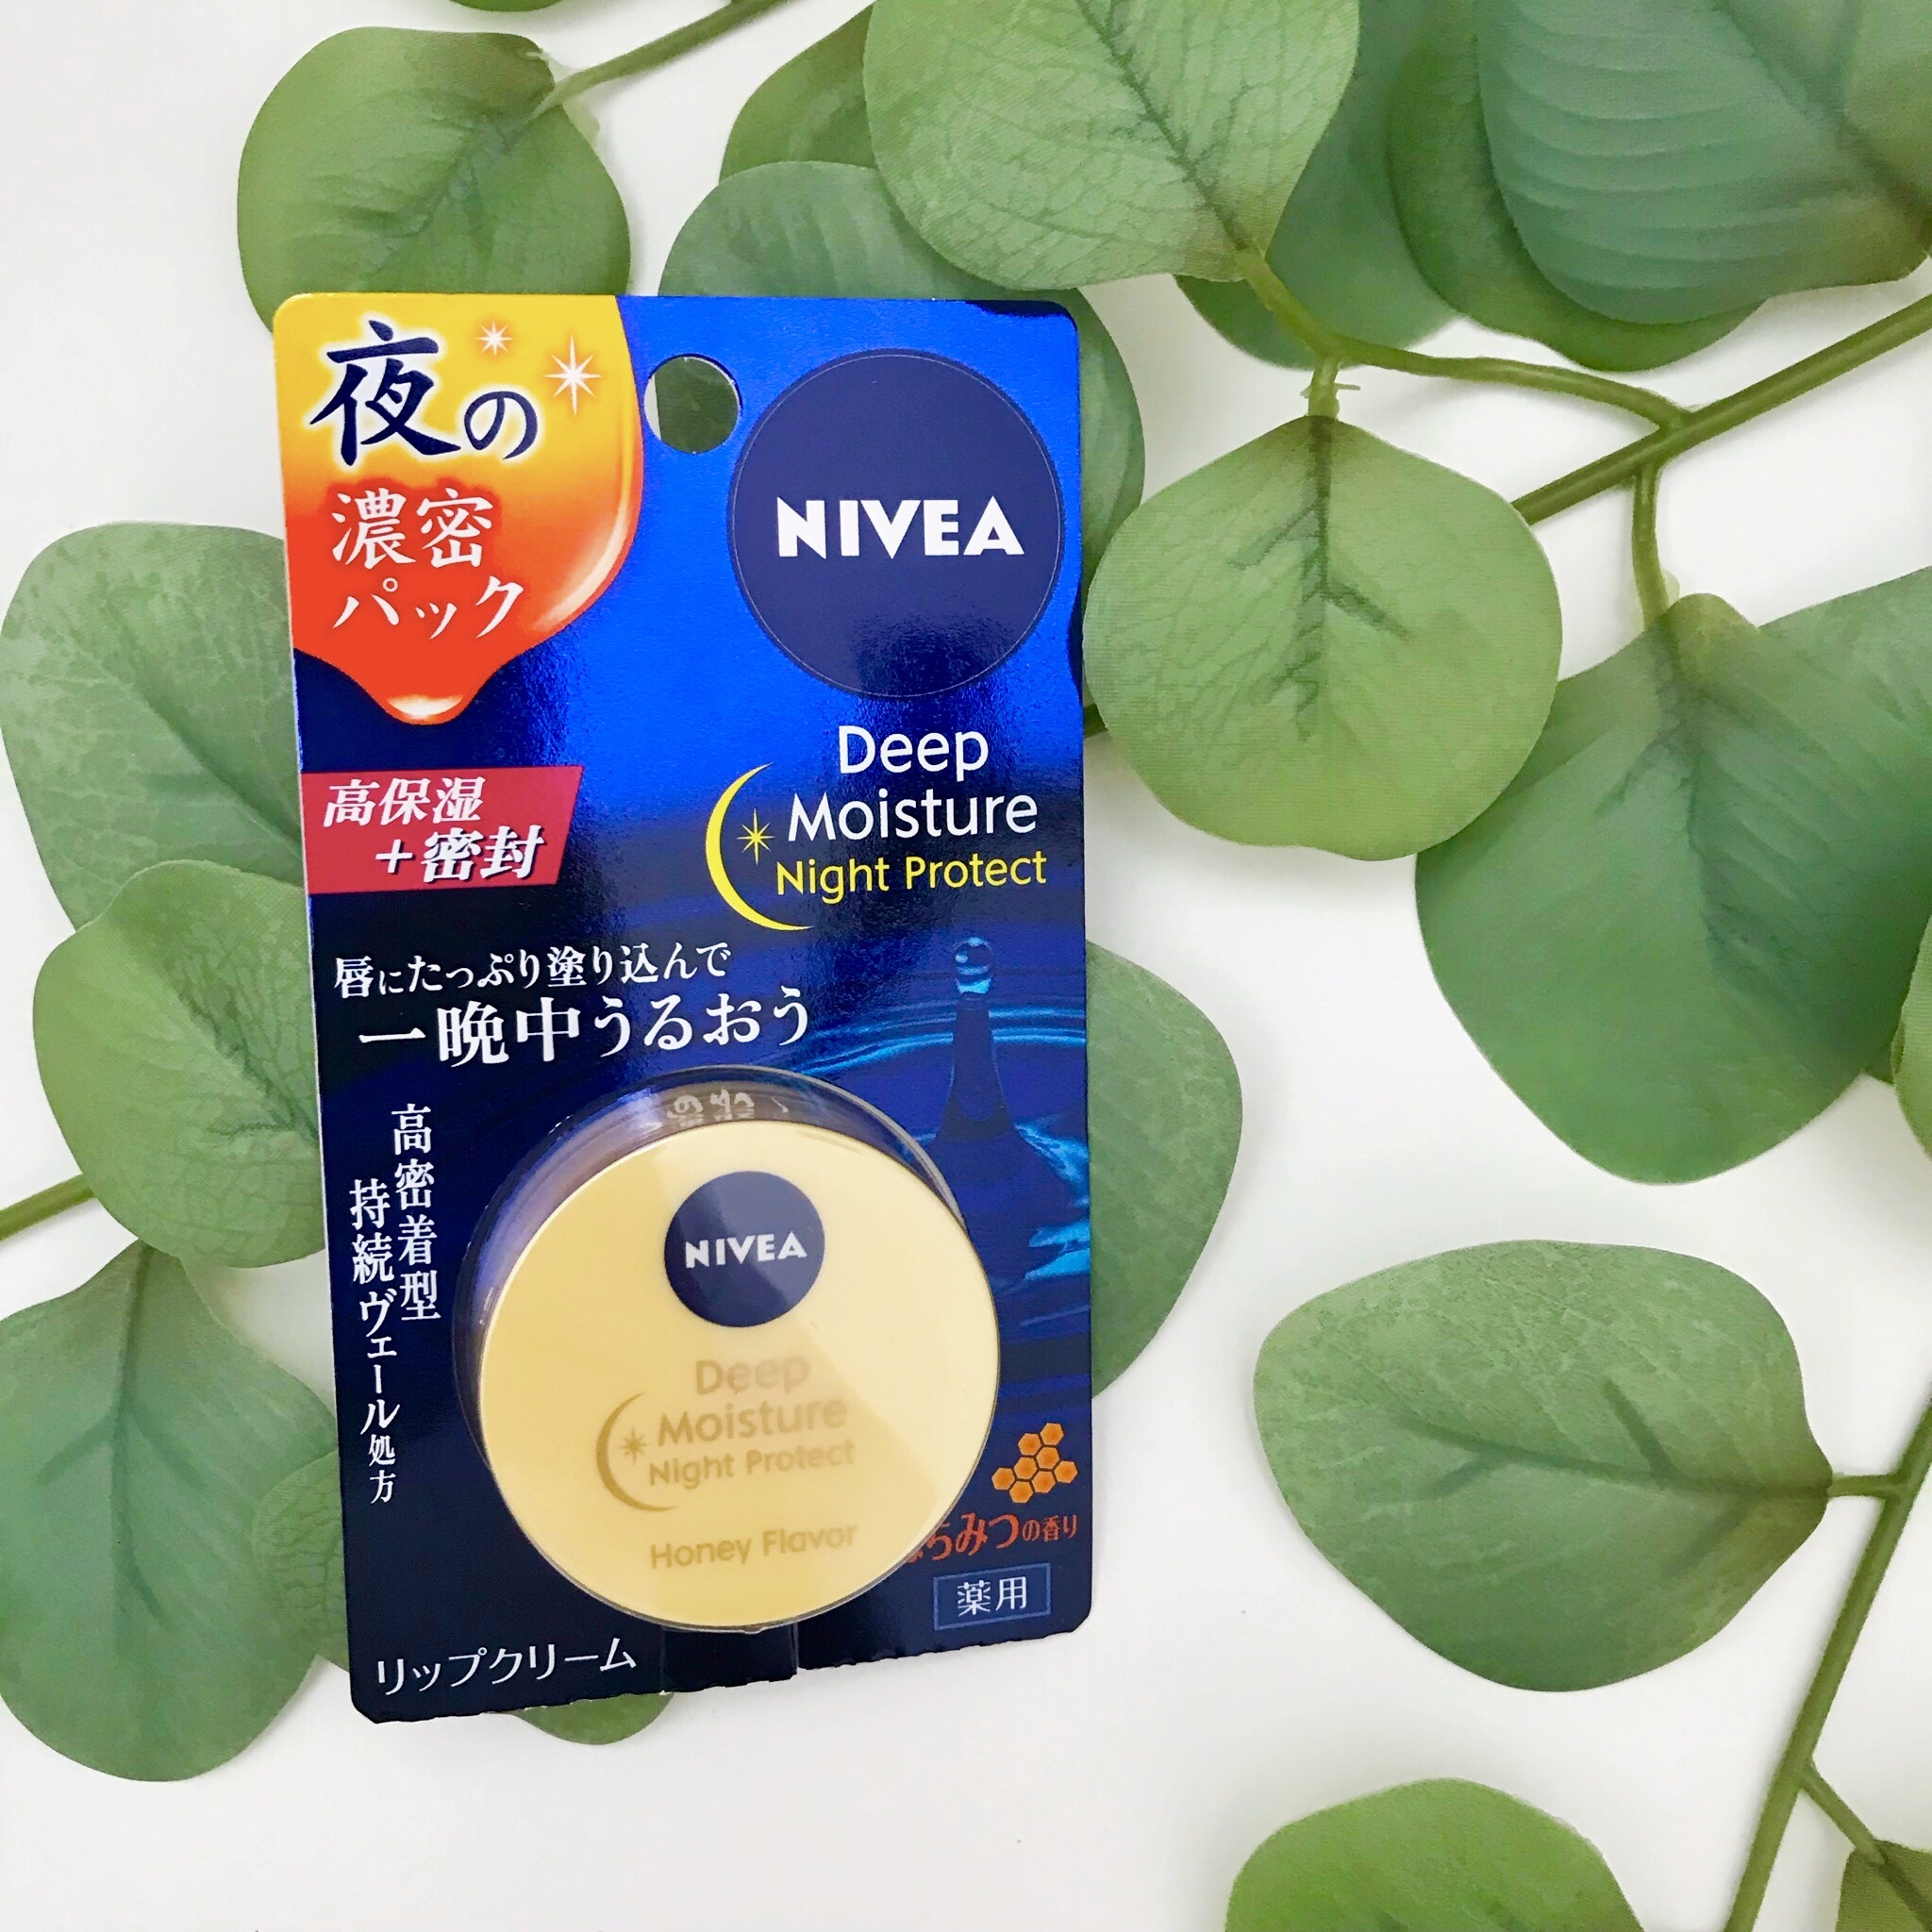 夜の
濃密
パック
NIVEA
Deep
Moisture
Night Protect
高保湿
+密封
唇にたっぷり塗り込んで
一晩中うるおう
高密着型
持続ヴェール処方
NIVEA
Deep
Moisture
Night Protect
Honey Flavor
ちみつの香り
薬用
リップクリーム